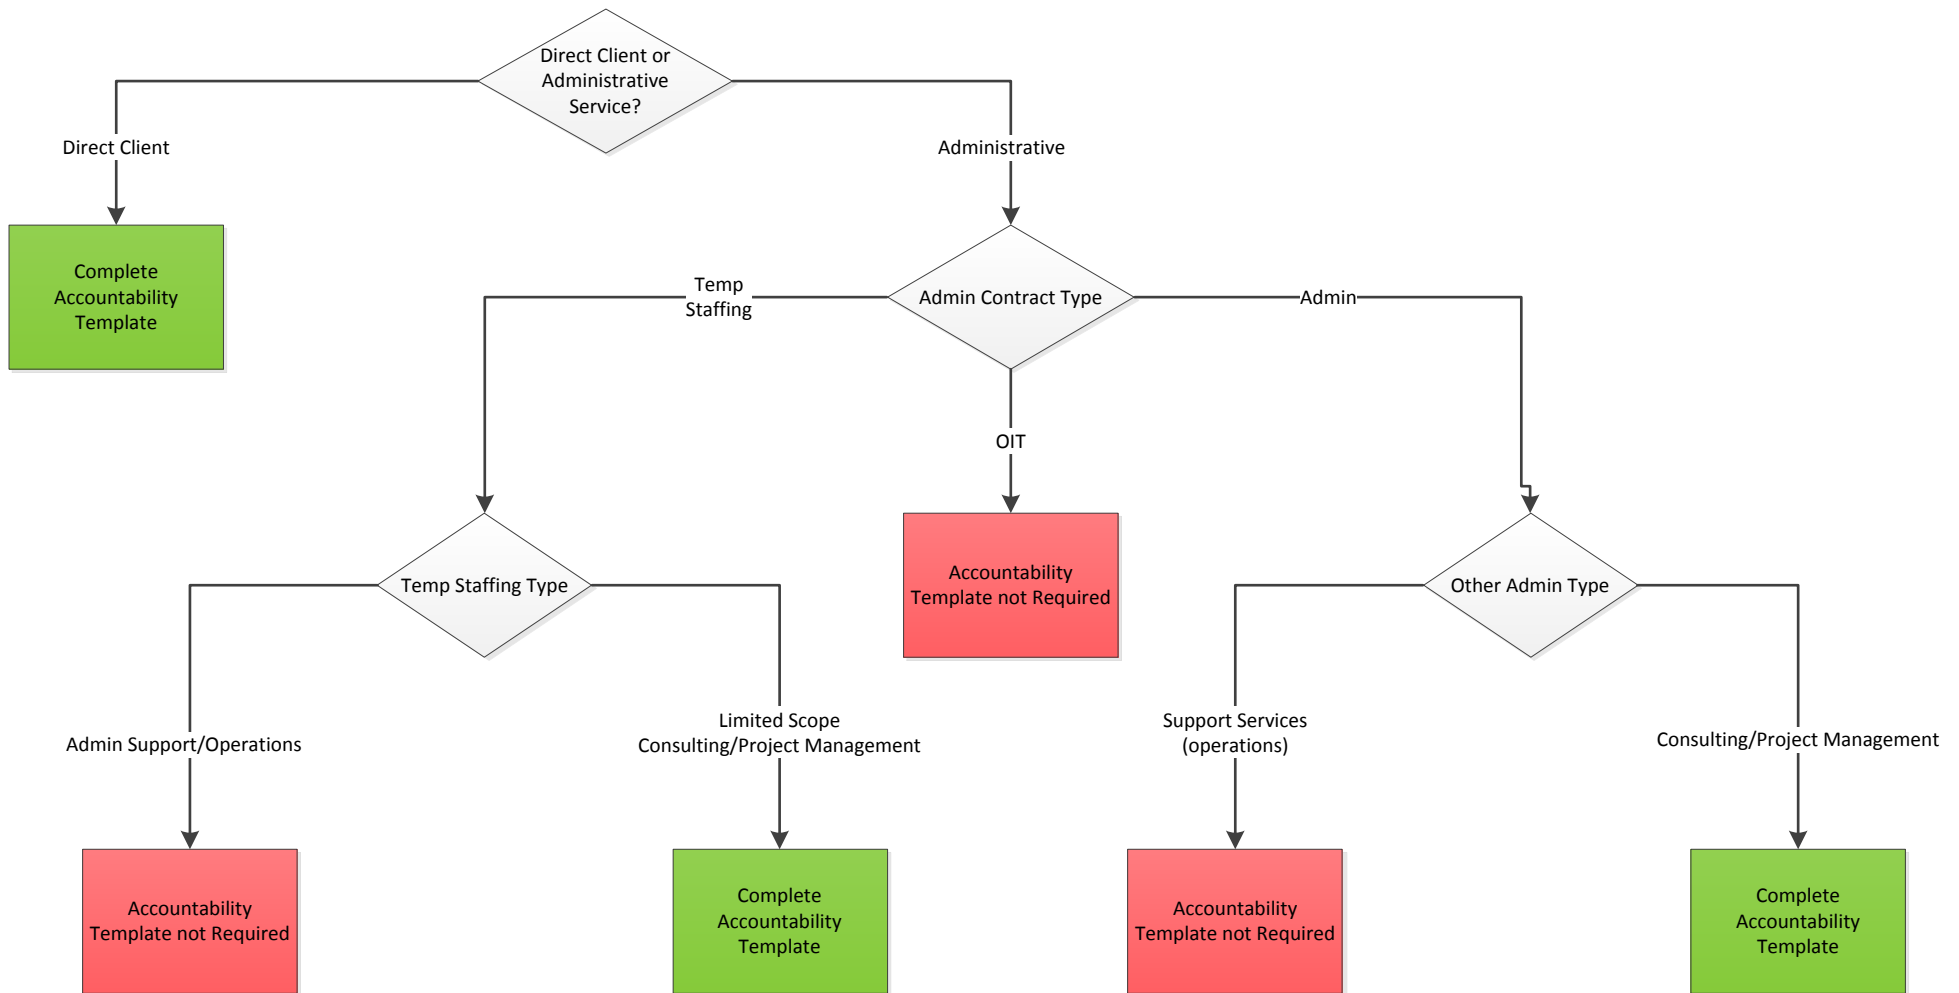 Direct Client or
Administrative
Service?
Direct Client
Administrative
Complete
Accountability
Template
Temp
Staffing
Admin Contract Type
Admin
OIT
Accountability
Template not Required
Temp Staffing Type
Other Admin Type
Admin Support/Operations
Limited Scope
Consulting/Project Management
Support Services
(operations)
Consulting/Project Management
Accountability
Template not Required
Complete
Accountability
Template
Accountability
Template not Required
Complete
Accountability
Template